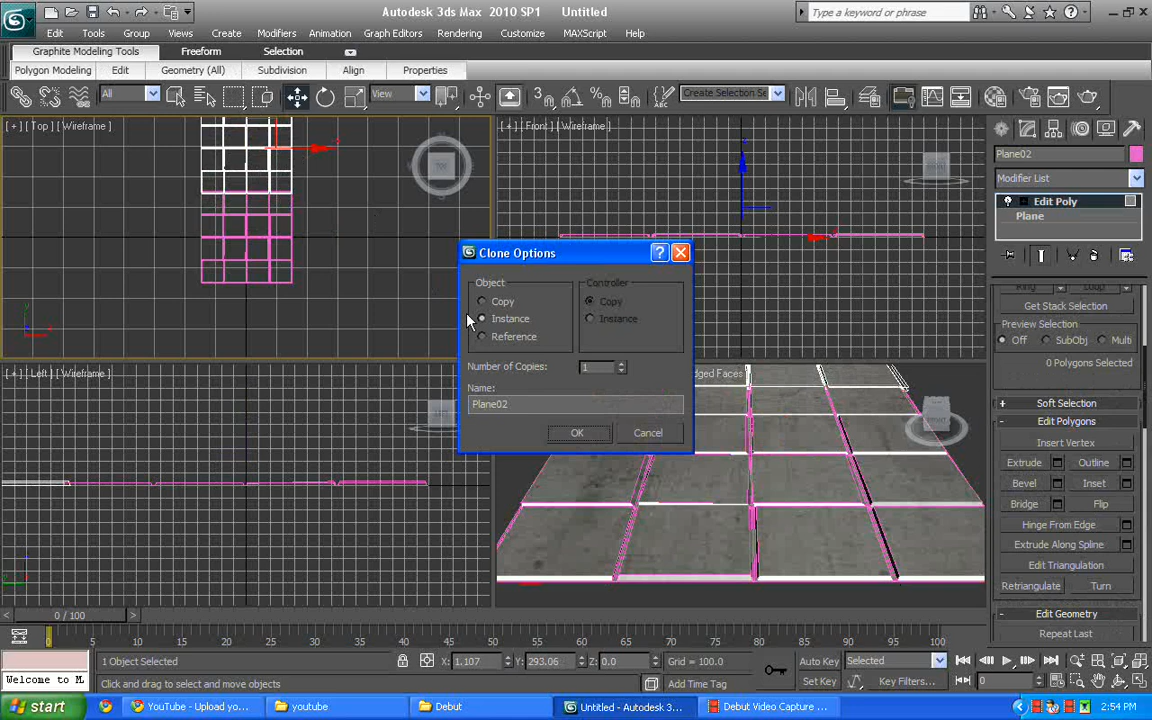 Autodesk 3ds Max 2010 SP1 Untitled
Type a keyword or phrase
Edit Tools Group Views Create Modifiers Animation Graph Editors Rendering Customize MAXScript Help
Graphite Modeling Tools Freeform Selection
Polygon Modeling Edit Geometry (All) Subdivision Align Properties
All View 3 Create Selection Se
[ + ] [ Top ] [ Wireframe ]
[ + ] [ Front ] [ Wireframe ]
Plane02
Modifier List
Edit Poly
Plane
Clone Options
Object
Copy
Instance
Reference
Controller
Copy
Instance
Number of Copies: 1
Name:
Plane02
OK Cancel
[ + ] [ Left ] [ Wireframe ]
Edged Faces ]
Ring Loop
Get Stack Selection
Preview Selection
Off SubObj Multi
0 Polygons Selected
+ Soft Selection
- Edit Polygons
Insert Vertex
Extrude Outline
Bevel Inset
Bridge Flip
Hinge From Edge
Extrude Along Spline
Edit Triangulation
Retriangulate Turn
- Edit Geometry
Repeat Last
< 0 / 100 >
0 5 10 15 20 25 30 35 40 45 50 55 60 65 70 75 80 85 90 95 100
1 Object Selected X: 1.107 Y: 293.06 Z: 0.0 Grid = 100.0 Auto Key Selected
Welcome to M. Click and drag to select and move objects Add Time Tag Set Key Key Filters... 0
start YouTube - Upload yo... youtube Debut Untitled - Autodesk 3... Debut Video Capture ... 2:54 PM